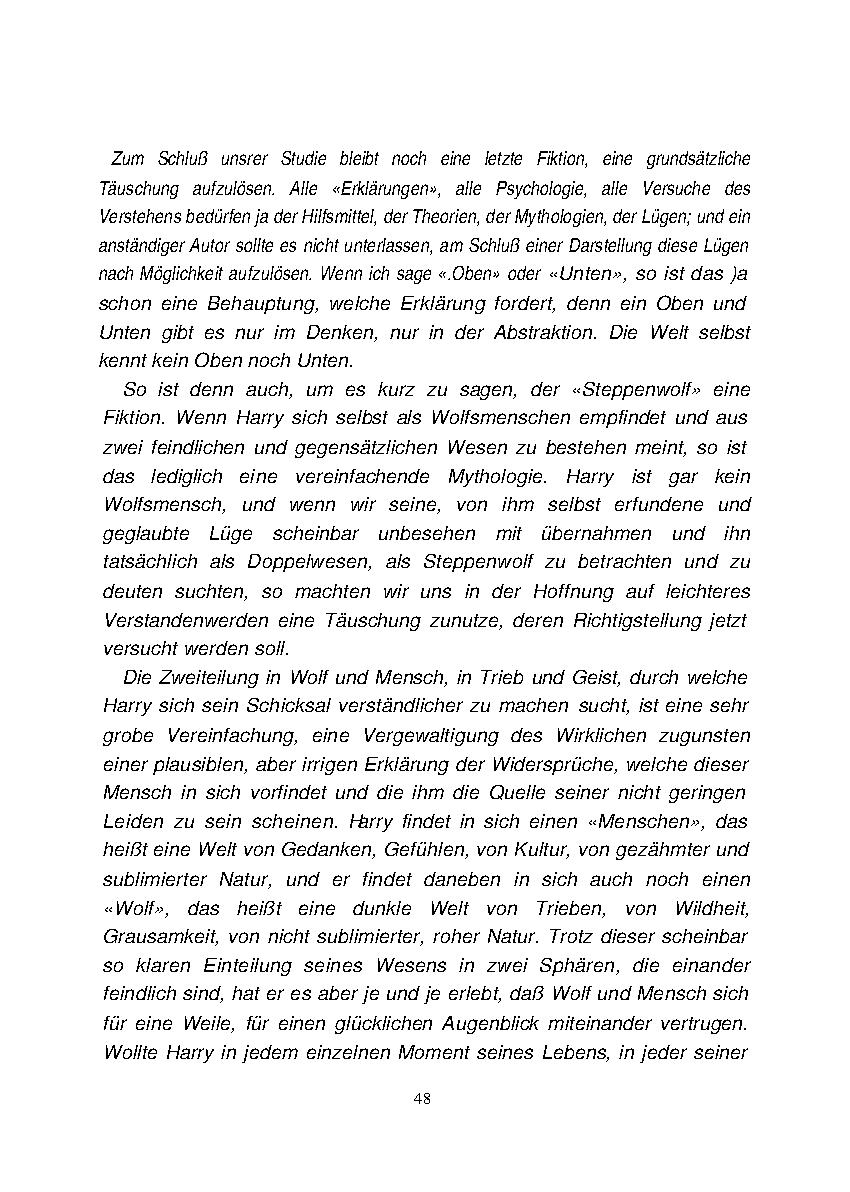 Zum Schluß unsrer Studie bleibt noch eine letzte Fiktion, eine grundsätzliche
Täuschung aufzulösen. Alle «Erklärungen», alle Psychologie, alle Versuche des
Verstehens bedürfen ja der Hilfsmittel, der Theorien, der Mythologien, der Lügen; und ein
anständiger Autor sollte es nicht unterlassen, am Schluß einer Darstellung diese Lügen
nach Möglichkeit aufzulösen. Wenn ich sage «.Oben» oder «Unten», so ist das )a
schon eine Behauptung, welche Erklärung fordert, denn ein Oben und
Unten gibt es nur im Denken, nur in der Abstraktion. Die Welt selbst
kennt kein Oben noch Unten.
So ist denn auch, um es kurz zu sagen, der «Steppenwolf» eine
Fiktion. Wenn Harry sich selbst als Wolfsmenschen empfindet und aus
zwei feindlichen und gegensätzlichen Wesen zu bestehen meint, so ist
das lediglich eine vereinfachende Mythologie. Harry ist gar kein
Wolfsmensch, und wenn wir seine, von ihm selbst erfundene und
geglaubte Lüge scheinbar unbesehen mit übernahmen und ihn
tatsächlich als Doppelwesen, als Steppenwolf zu betrachten und zu
deuten suchten, so machten wir uns in der Hoffnung auf leichteres
Verstandenwerden eine Täuschung zunutze, deren Richtigstellung jetzt
versucht werden soll.
Die Zweiteilung in Wolf und Mensch, in Trieb und Geist, durch welche
Harry sich sein Schicksal verständlicher zu machen sucht, ist eine sehr
grobe Vereinfachung, eine Vergewaltigung des Wirklichen zugunsten
einer plausiblen, aber irrigen Erklärung der Widersprüche, welche dieser
Mensch in sich vorfindet und die ihm die Quelle seiner nicht geringen
Leiden zu sein scheinen. Harry findet in sich einen «Menschen», das
heißt eine Welt von Gedanken, Gefühlen, von Kultur, von gezähmter und
sublimierter Natur, und er findet daneben in sich auch noch einen
«Wolf», das heißt eine dunkle Welt von Trieben, von Wildheit,
Grausamkeit, von nicht sublimierter, roher Natur. Trotz dieser scheinbar
so klaren Einteilung seines Wesens in zwei Sphären, die einander
feindlich sind, hat er es aber je und je erlebt, daß Wolf und Mensch sich
für eine Weile, für einen glücklichen Augenblick miteinander vertrugen.
Wollte Harry in jedem einzelnen Moment seines Lebens, in jeder seiner
48